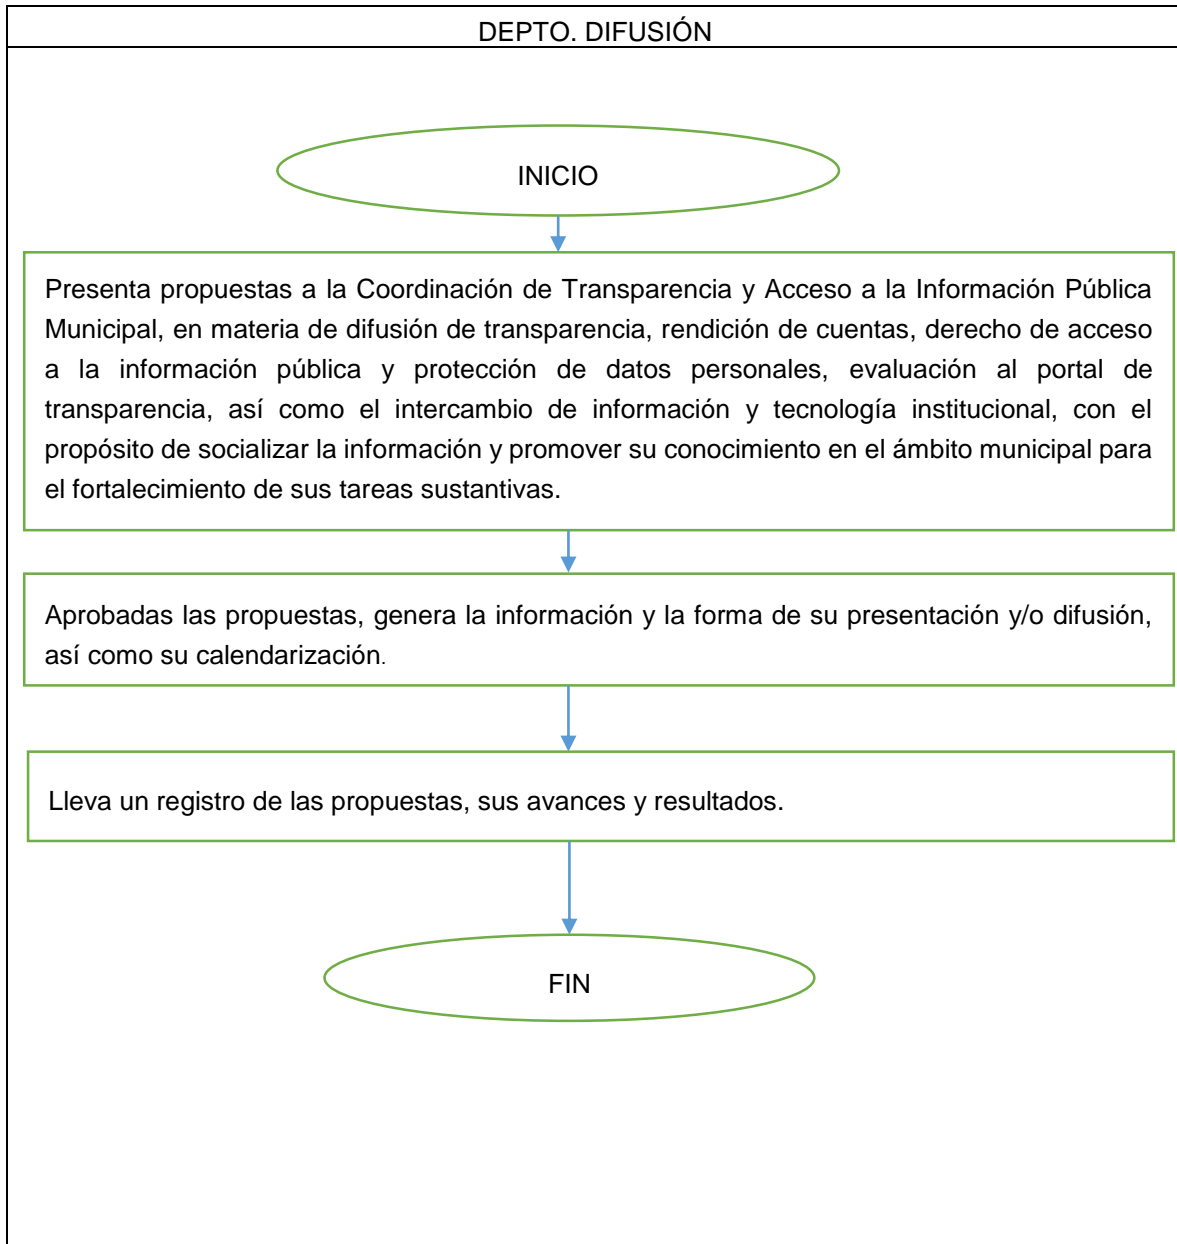 DEPTO. DIFUSIÓN
INICIO
Presenta propuestas a la Coordinación de Transparencia y Acceso a la Información Pública
Municipal, en materia de difusión de transparencia, rendición de cuentas, derecho de acceso
a la información pública y protección de datos personales, evaluación al portal de
transparencia, así como el intercambio de información y tecnología institucional, con el
propósito de socializar la información y promover su conocimiento en el ámbito municipal para
el fortalecimiento de sus tareas sustantivas.
Aprobadas las propuestas, genera la información y la forma de su presentación y/o difusión,
así como su calendarización.
Lleva un registro de las propuestas, sus avances y resultados.
FIN